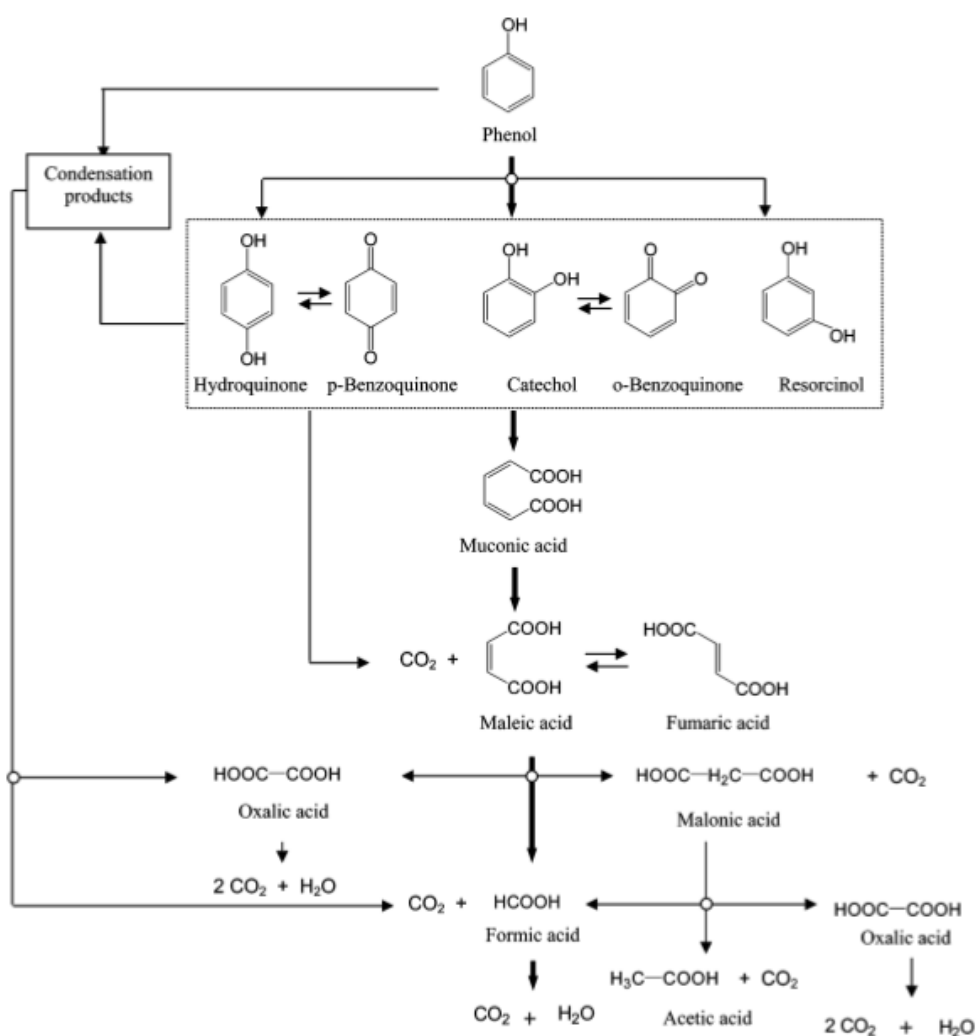 OH
Phenol
Condensation
products
OH
OH
Hydroquinone
O
O
p-Benzoquinone
OH
OH
Catechol
O
O
o-Benzoquinone
OH
OH
Resorcinol
COOH
COOH
Muconic acid
CO₂ +
COOH
COOH
Maleic acid
HOOC
COOH
Fumaric acid
HOOC—COOH
Oxalic acid
HOOC—H₂C—COOH + CO₂
Malonic acid
2 CO₂ + H₂O
CO₂ + HCOOH
Formic acid
HOOC—COOH
Oxalic acid
H₃C—COOH + CO₂
Acetic acid
CO₂ + H₂O
2 CO₂ + H₂O